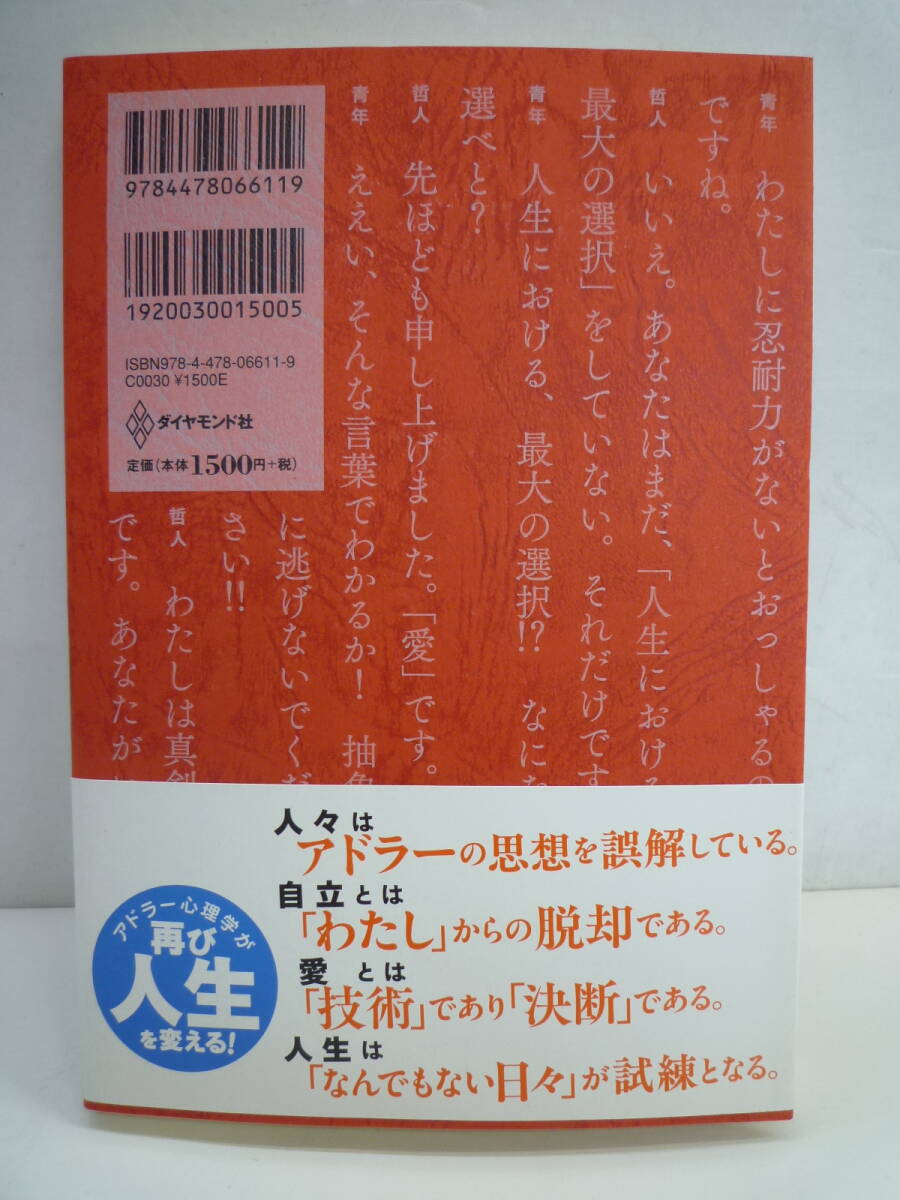 青年　わたしに忍耐力がないとおっしゃるの
ですね。
哲人　いいえ。あなたはまだ、「人生におけ
最大の選択」をしていない。それだけです
青年　人生における、最大の選択!?　なに
選べと?
哲人　先ほども申し上げました。「愛」です。
青年　ええい、そんな言葉でわかるか!　抽
に逃げないでくだ
さい!!
哲人　わたしは真
です。あなたが
9784478066119
1920030015005
ISBN978-4-478-06611-9
C0030 ¥1500E
ダイヤモンド社
定価(本体1500円+税)
人々は
アドラーの思想を誤解している。
自立とは
「わたし」からの脱却である。
愛 とは
「技術」であり「決断」である。
人生は
「なんでもない日々」が試練となる。
アドラー心理学が
再び
人生
を変える!